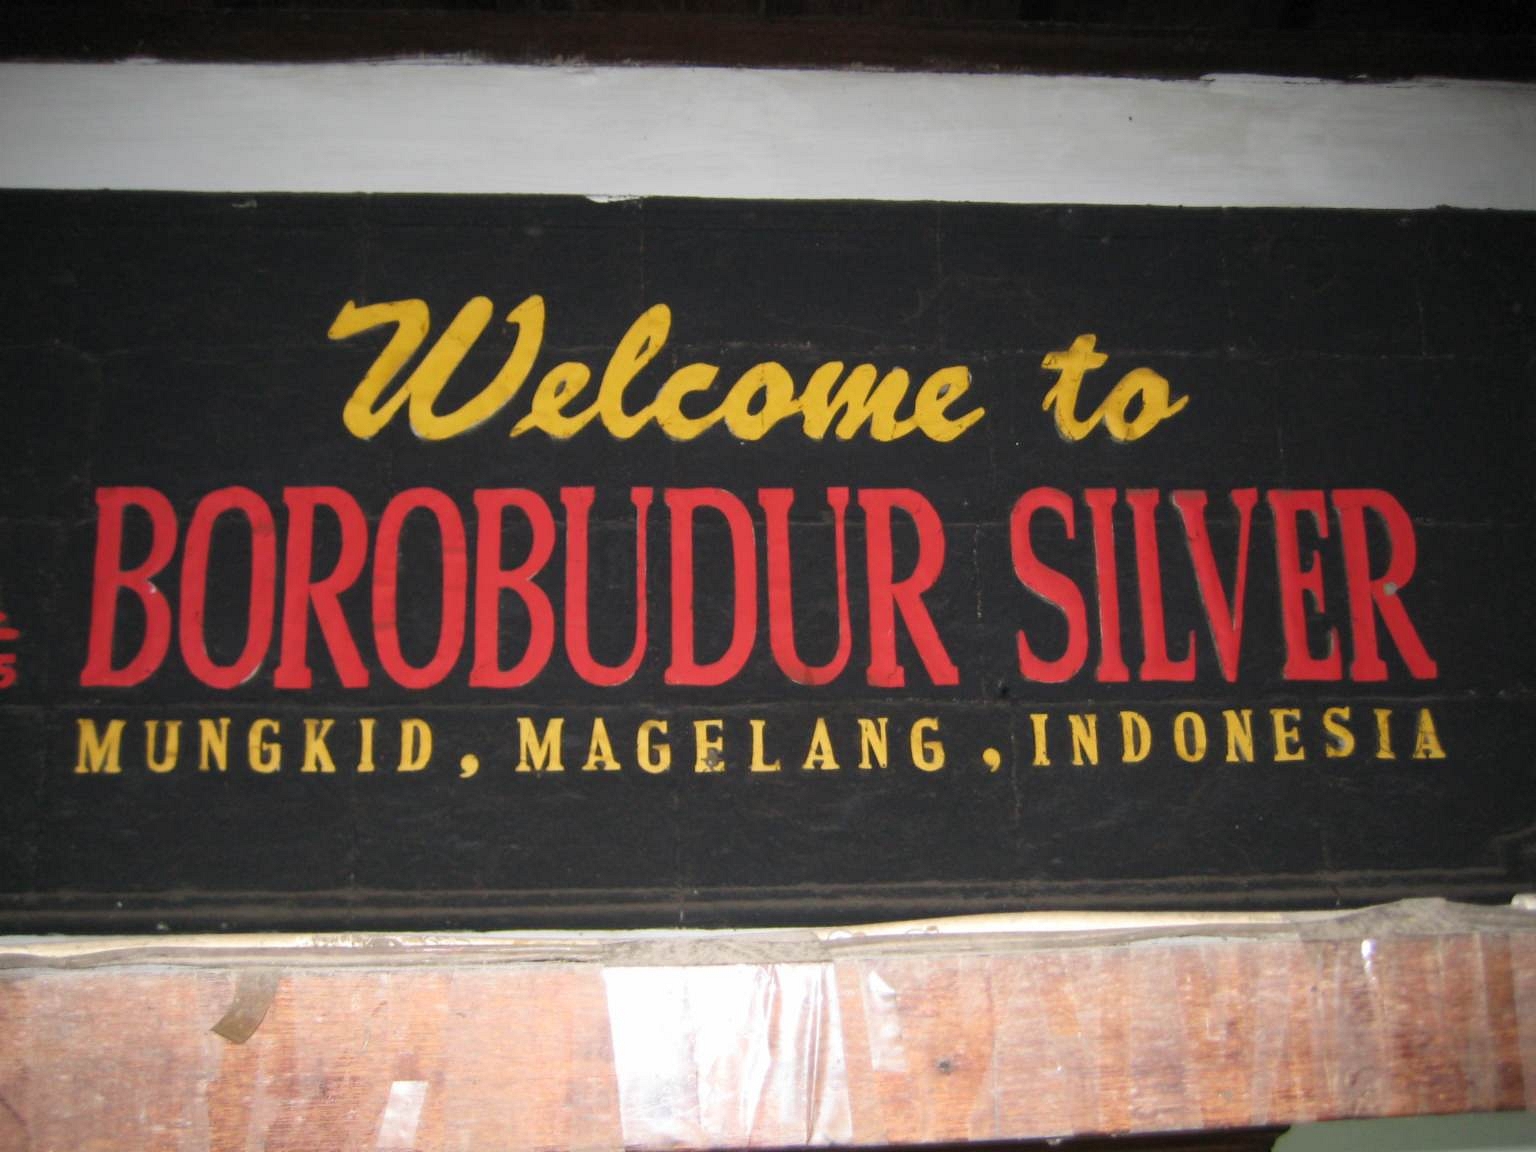 Welcome to
BOROBUDUR SILVER
MUNGKID, MAGELANG, INDONESIA